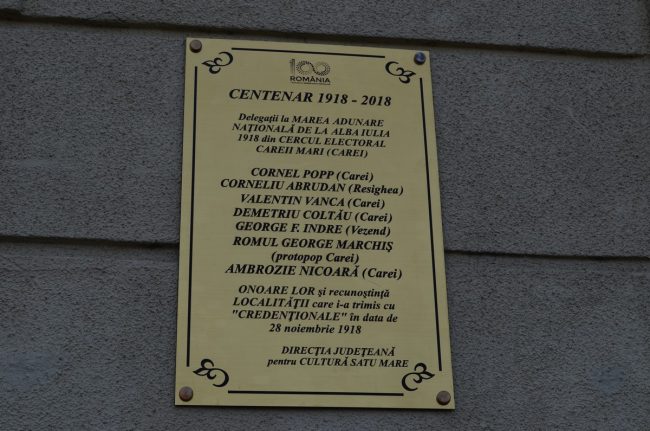 100
ROMÂNIA
CENTENAR 1918 - 2018
Delegații la MAREA ADUNARE
NAȚIONALĂ DE LA ALBA IULIA
1918 din CERCUL ELECTORAL
CAREII MARI (CAREI)
CORNEL POPP (Carei)
CORNELIU ABRUDAN (Resighea)
VALENTIN VANCA (Carei)
DEMETRIU COLTĂU (Carei)
GEORGE F. INDRE (Vezend)
ROMUL GEORGE MARCHIȘ
(protopop Carei)
AMBROZIE NICOARĂ (Carei)
ONOARE LOR și recunoștință
LOCALITĂȚII care i-a trimis cu
"CREDENȚIONALE" în data de
28 noiembrie 1918
DIRECȚIA JUDEȚEANĂ
pentru CULTURĂ SATU MARE